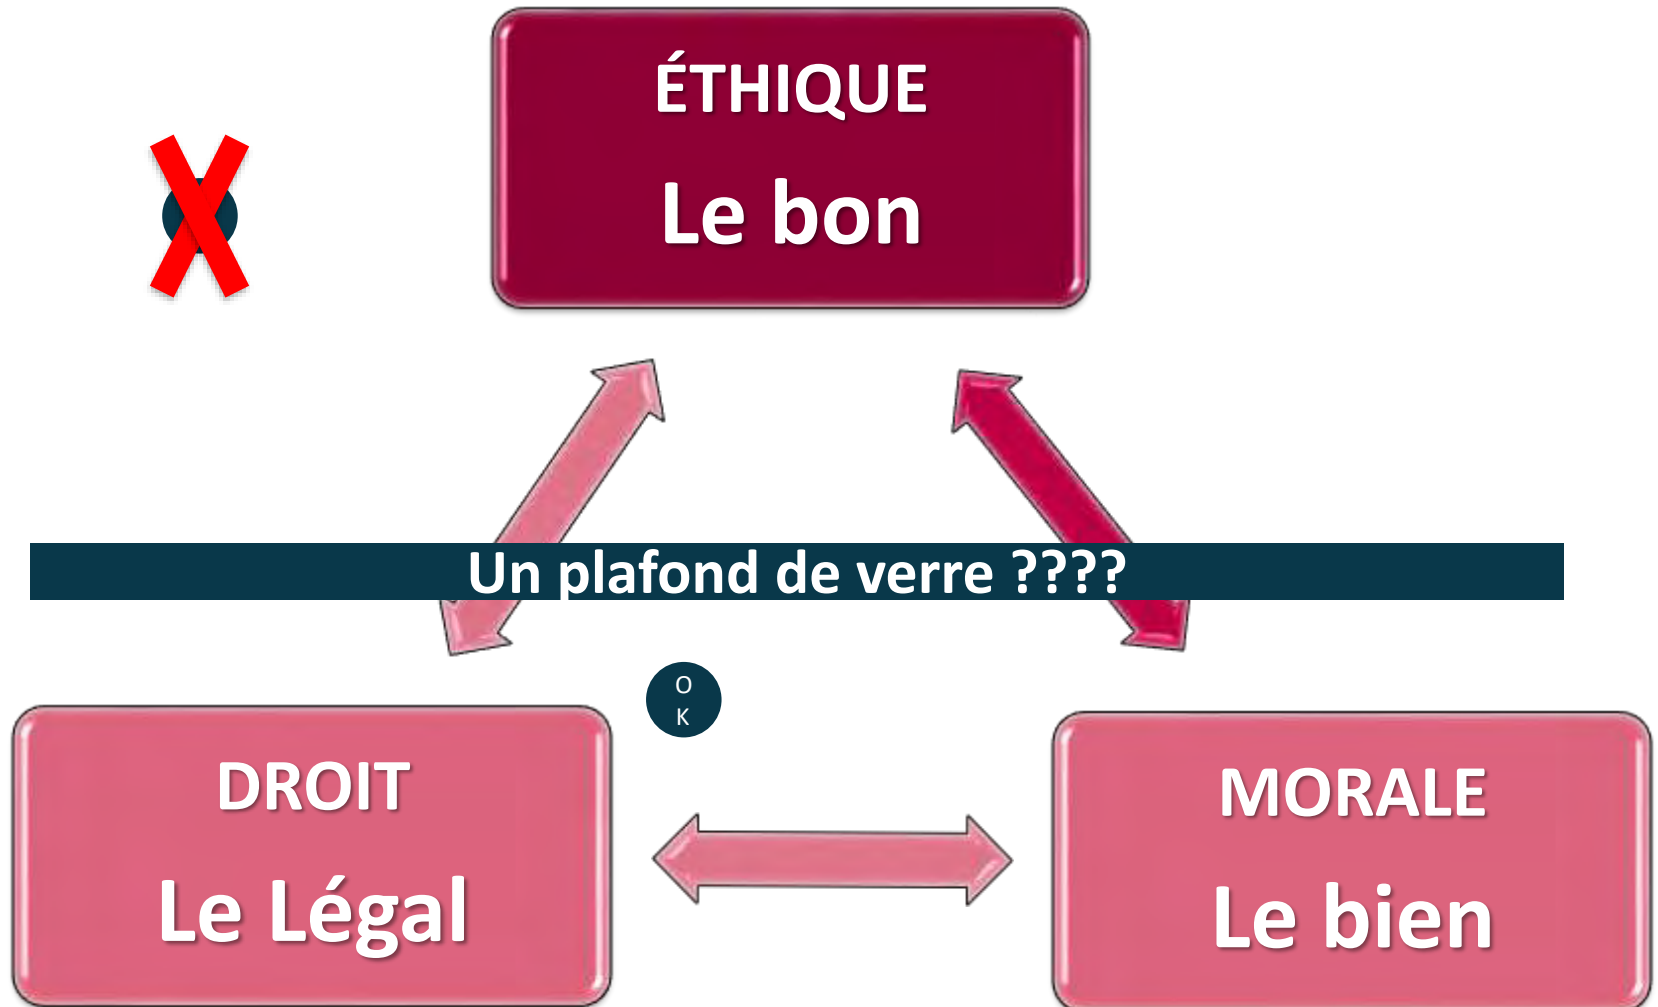 ÉTHIQUE
Le bon
Un plafond de verre ????
O
K
DROIT
Le Légal
MORALE
Le bien